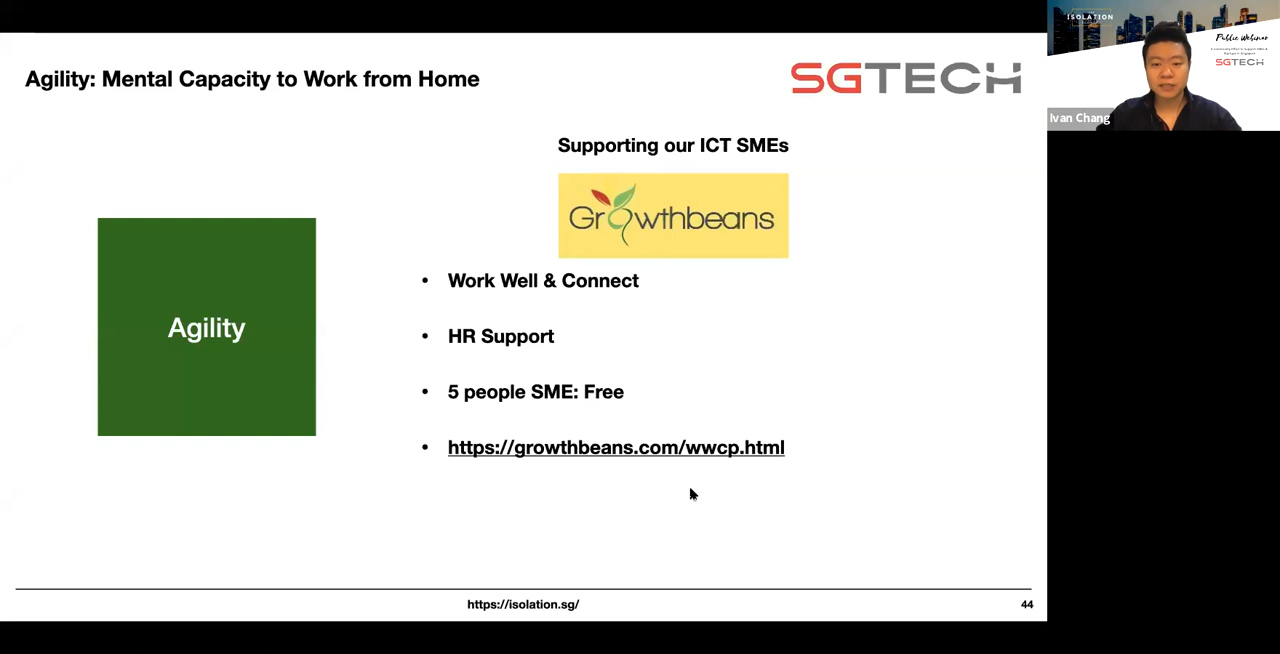 Agility: Mental Capacity to Work from Home
SGTECH
Supporting our ICT SMEs
Growthbeans
Agility
• Work Well & Connect
• HR Support
• 5 people SME: Free
• https://growthbeans.com/wwcp.html
https://isolation.sg/
44
ISOLATION
Public Webinar
SGTECH
Ivan Chang